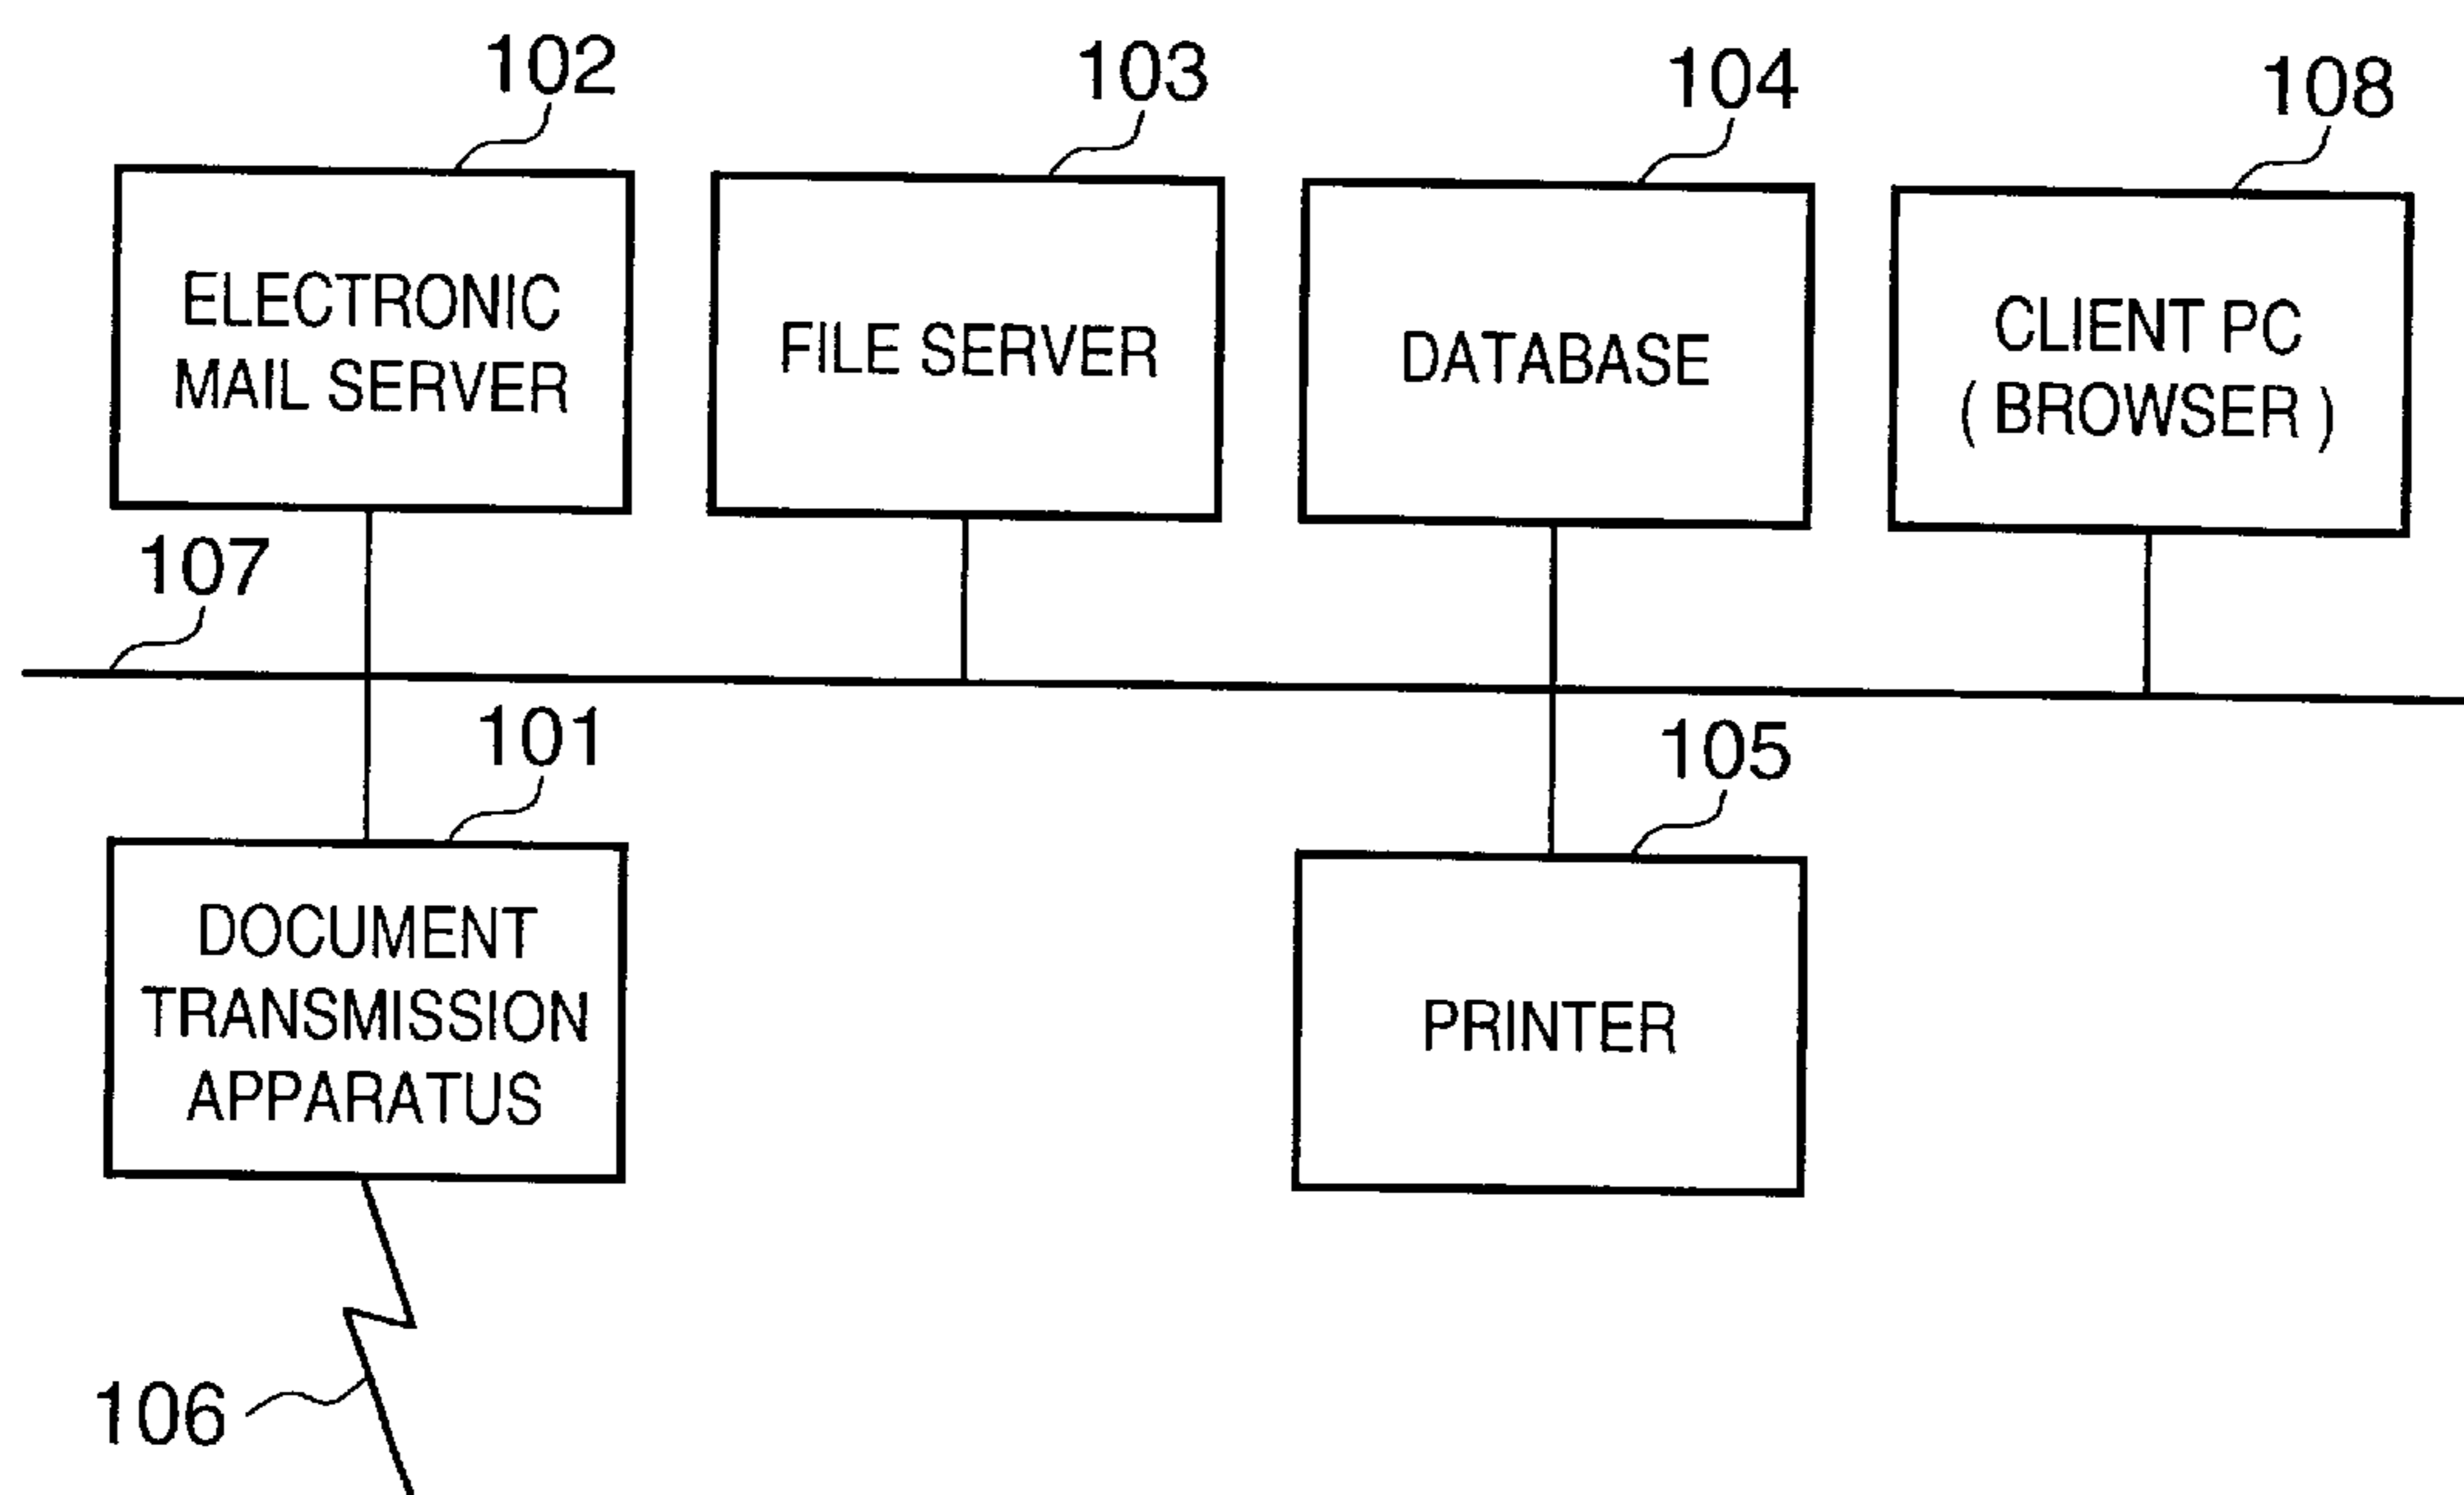 102
103
104
108
ELECTRONIC
MAIL SERVER
FILE SERVER
DATABASE
CLIENT PC
( BROWSER )
107
101
105
DOCUMENT
TRANSMISSION
APPARATUS
PRINTER
106